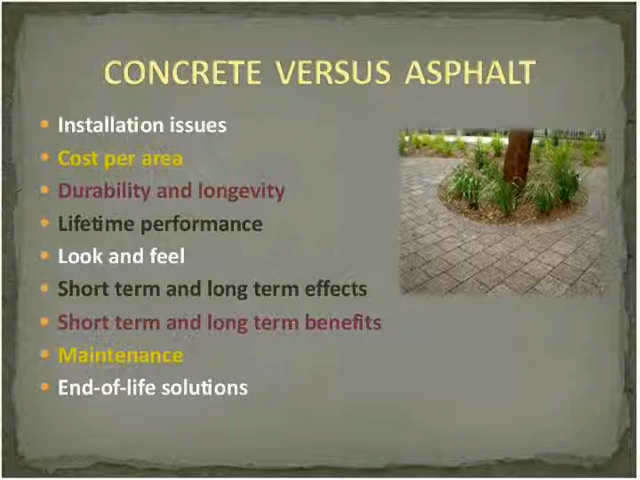 CONCRETE VERSUS ASPHALT
Installation issues
Cost per area
Durability and longevity
Lifetime performance
Look and feel
Short term and long term effects
Short term and long term benefits
Maintenance
End-of-life solutions